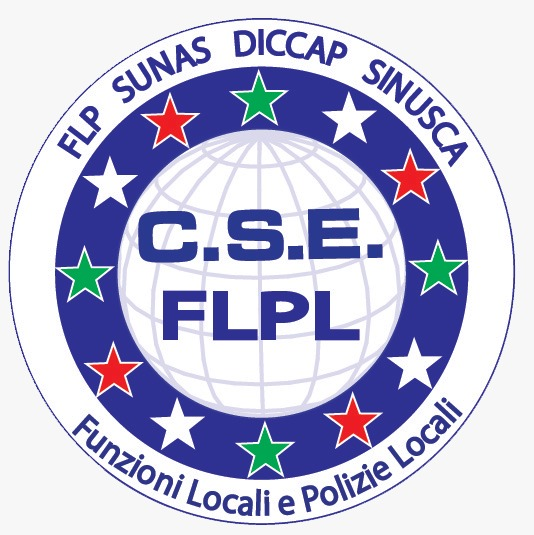 FLP SUNAS DICCAP SINUSCA
C.S.E.
FLPL
Funzioni Locali e Polizie Locali